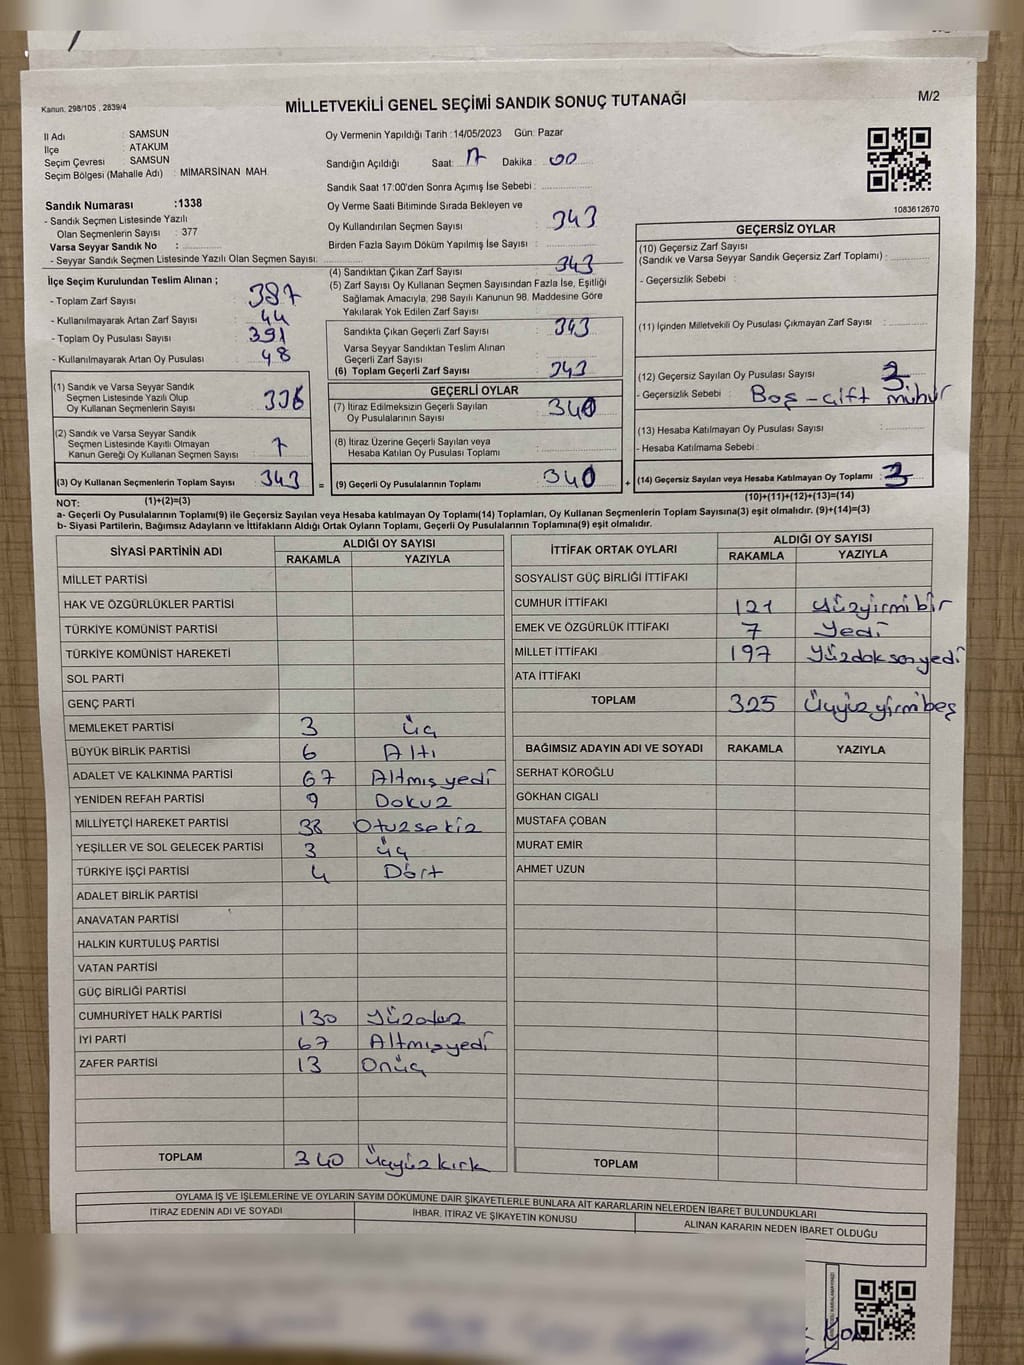 Kanun. 298/105 , 2839/4
MİLLETVEKİLİ GENEL SEÇİMİ SANDIK SONUÇ TUTANAĞI
M/2
İl Adı : SAMSUN
İlçe : ATAKUM
Seçim Çevresi : SAMSUN
Seçim Bölgesi (Mahalle Adı) : MİMARSİNAN MAH.
Oy Vermenin Yapıldığı Tarih : 14/05/2023 Gün: Pazar
Sandığın Açıldığı Saat: 17 Dakika : 00
Sandık Saat 17:00'den Sonra Açılmış İse Sebebi :
Sandık Numarası :1338
- Sandık Seçmen Listesinde Yazılı
Olan Seçmenlerin Sayısı : 377
Varsa Seyyar Sandık No :
- Seyyar Sandık Seçmen Listesinde Yazılı Olan Seçmen Sayısı:
Oy Verme Saati Bitiminde Sırada Bekleyen ve
Oy Kullandırılan Seçmen Sayısı : 343
Birden Fazla Sayım Döküm Yapılmış İse Sayısı :
1083612670
İlçe Seçim Kurulundan Teslim Alınan ;
- Toplam Zarf Sayısı : 387
- Kullanılmayarak Artan Zarf Sayısı : 44
- Toplam Oy Pusulası Sayısı : 391
- Kullanılmayarak Artan Oy Pusulası : 48
(1) Sandık ve Varsa Seyyar Sandık
Seçmen Listesinde Yazılı Olup
Oy Kullanan Seçmenlerin Sayısı : 336
(2) Sandık ve Varsa Seyyar Sandık
Seçmen Listesinde Kayıtlı Olmayan
Kanun Gereği Oy Kullanan Seçmen Sayısı : 7
(3) Oy Kullanan Seçmenlerin Toplam Sayısı : 343 =
(1)+(2)=(3)
(4) Sandıktan Çıkan Zarf Sayısı : 343
(5) Zarf Sayısı Oy Kullanan Seçmen Sayısından Fazla İse, Eşitliği
Sağlamak Amacıyla, 298 Sayılı Kanunun 98. Maddesine Göre
Yakılarak Yok Edilen Zarf Sayısı :
Sandıkta Çıkan Geçerli Zarf Sayısı : 343
Varsa Seyyar Sandıktan Teslim Alınan
Geçerli Zarf Sayısı :
(6) Toplam Geçerli Zarf Sayısı : 343
GEÇERLİ OYLAR
(7) İtiraz Edilmeksizin Geçerli Sayılan
Oy Pusulalarının Sayısı : 340
(8) İtiraz Üzerine Geçerli Sayılan veya
Hesaba Katılan Oy Pusulası Toplamı :
(9) Geçerli Oy Pusulalarının Toplamı : 340 +
GEÇERSİZ OYLAR
(10) Geçersiz Zarf Sayısı
(Sandık ve Varsa Seyyar Sandık Geçersiz Zarf Toplamı) :
- Geçersizlik Sebebi :
(11) İçinden Milletvekili Oy Pusulası Çıkmayan Zarf Sayısı :
(12) Geçersiz Sayılan Oy Pusulası Sayısı : 3
- Geçersizlik Sebebi : Boş - çift mühür
(13) Hesaba Katılmayan Oy Pusulası Sayısı :
- Hesaba Katılmama Sebebi :
(14) Geçersiz Sayılan veya Hesaba Katılmayan Oy Toplamı : 3
(10)+(11)+(12)+(13)=(14)
NOT:
a- Geçerli Oy Pusulaları Toplamı(9) ile Geçersiz Sayılan veya Hesaba katılmayan Oy Toplamı(14) Toplamları, Oy Kullanan Seçmenlerin Toplam Sayısına(3) eşit olmalıdır. (9)+(14)=(3)
b- Siyasi Partilerin, Bağımsız Adayların ve İttifakların Aldığı Ortak Oyların Toplamı, Geçerli Oy Pusulalarının Toplamına(9) eşit olmalıdır.
SİYASİ PARTİNİN ADI
ALDIĞI OY SAYISI
RAKAMLA YAZIYLA
MİLLET PARTİSİ
HAK VE ÖZGÜRLÜKLER PARTİSİ
TÜRKİYE KOMÜNİST PARTİSİ
TÜRKİYE KOMÜNİST HAREKETİ
SOL PARTİ
GENÇ PARTİ
MEMLEKET PARTİSİ 3 üç
BÜYÜK BİRLİK PARTİSİ 6 Altı
ADALET VE KALKINMA PARTİSİ 67 Altmışyedi
YENİDEN REFAH PARTİSİ 9 Dokuz
MİLLİYETÇİ HAREKET PARTİSİ 38 Otuzsekiz
YEŞİLLER VE SOL GELECEK PARTİSİ 3 üç
TÜRKİYE İŞÇİ PARTİSİ 4 Dört
ADALET BİRLİK PARTİSİ
ANAVATAN PARTİSİ
HALKIN KURTULUŞ PARTİSİ
VATAN PARTİSİ
GÜÇ BİRLİĞİ PARTİSİ
CUMHURİYET HALK PARTİSİ 130 Yüzotuz
İYİ PARTİ 67 Altmışyedi
ZAFER PARTİSİ 13 Onüç
TOPLAM 340 Üçyüzkırk
İTTİFAK ORTAK OYLARI
ALDIĞI OY SAYISI
RAKAMLA YAZIYLA
SOSYALİST GÜÇ BİRLİĞİ İTTİFAKI
CUMHUR İTTİFAKI 121 Yüzyirmibir
EMEK VE ÖZGÜRLÜK İTTİFAKI 7 Yedi
MİLLET İTTİFAKI 197 Yüzdoksanyedi
ATA İTTİFAKI
TOPLAM 325 Üçyüzyirmibeş
BAĞIMSIZ ADAYIN ADI VE SOYADI RAKAMLA YAZIYLA
SERHAT KÖROĞLU
GÖKHAN CIGALI
MUSTAFA ÇOBAN
MURAT EMİR
AHMET UZUN
TOPLAM
OYLAMA İŞ VE İŞLEMLERİNE VE OYLARIN SAYIM DÖKÜMÜNE DAİR ŞİKAYETLERLE BUNLARA AİT KARARLARIN NELERDEN İBARET BULUNDUKLARI
İTİRAZ EDENİN ADI VE SOYADI İHBAR, İTİRAZ VE ŞİKAYETİN KONUSU ALINAN KARARIN NEDEN İBARET OLDUĞU